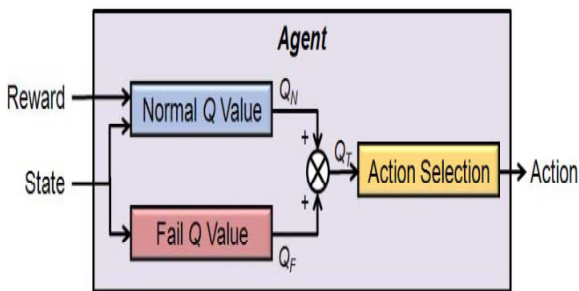 Agent
Reward
Normal Q Value
Q_N
+
State
Q_T
Action Selection
Action
+
Fail Q Value
Q_F